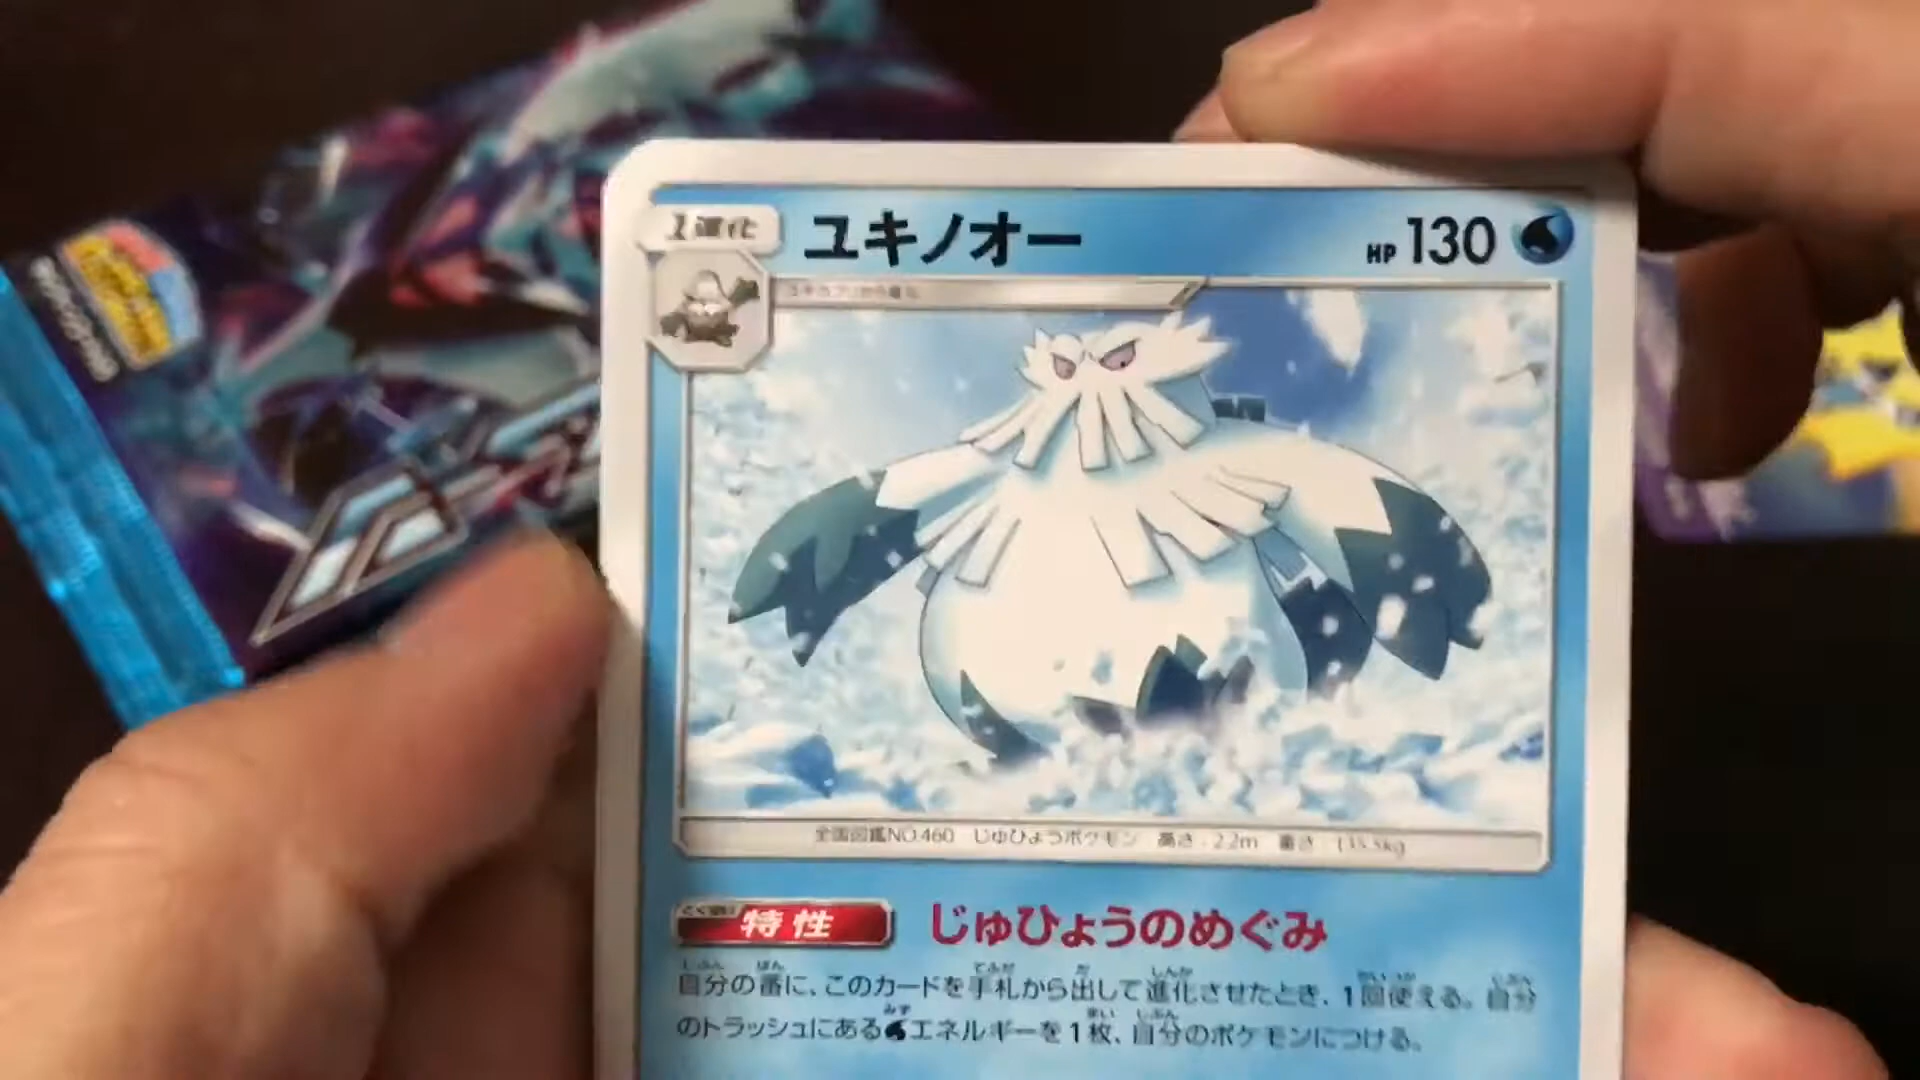 1進化
ユキノオー
HP 130
ユキカブリから進化
全国図鑑NO.460 じゅひょうポケモン 高さ:2.2m 重さ:135.5kg
特性
じゅひょうのめぐみ
自分の番に、このカードを手札から出して進化させたとき、1回使える。自分
のトラッシュにあるエネルギーを1枚、自分のポケモンにつける。